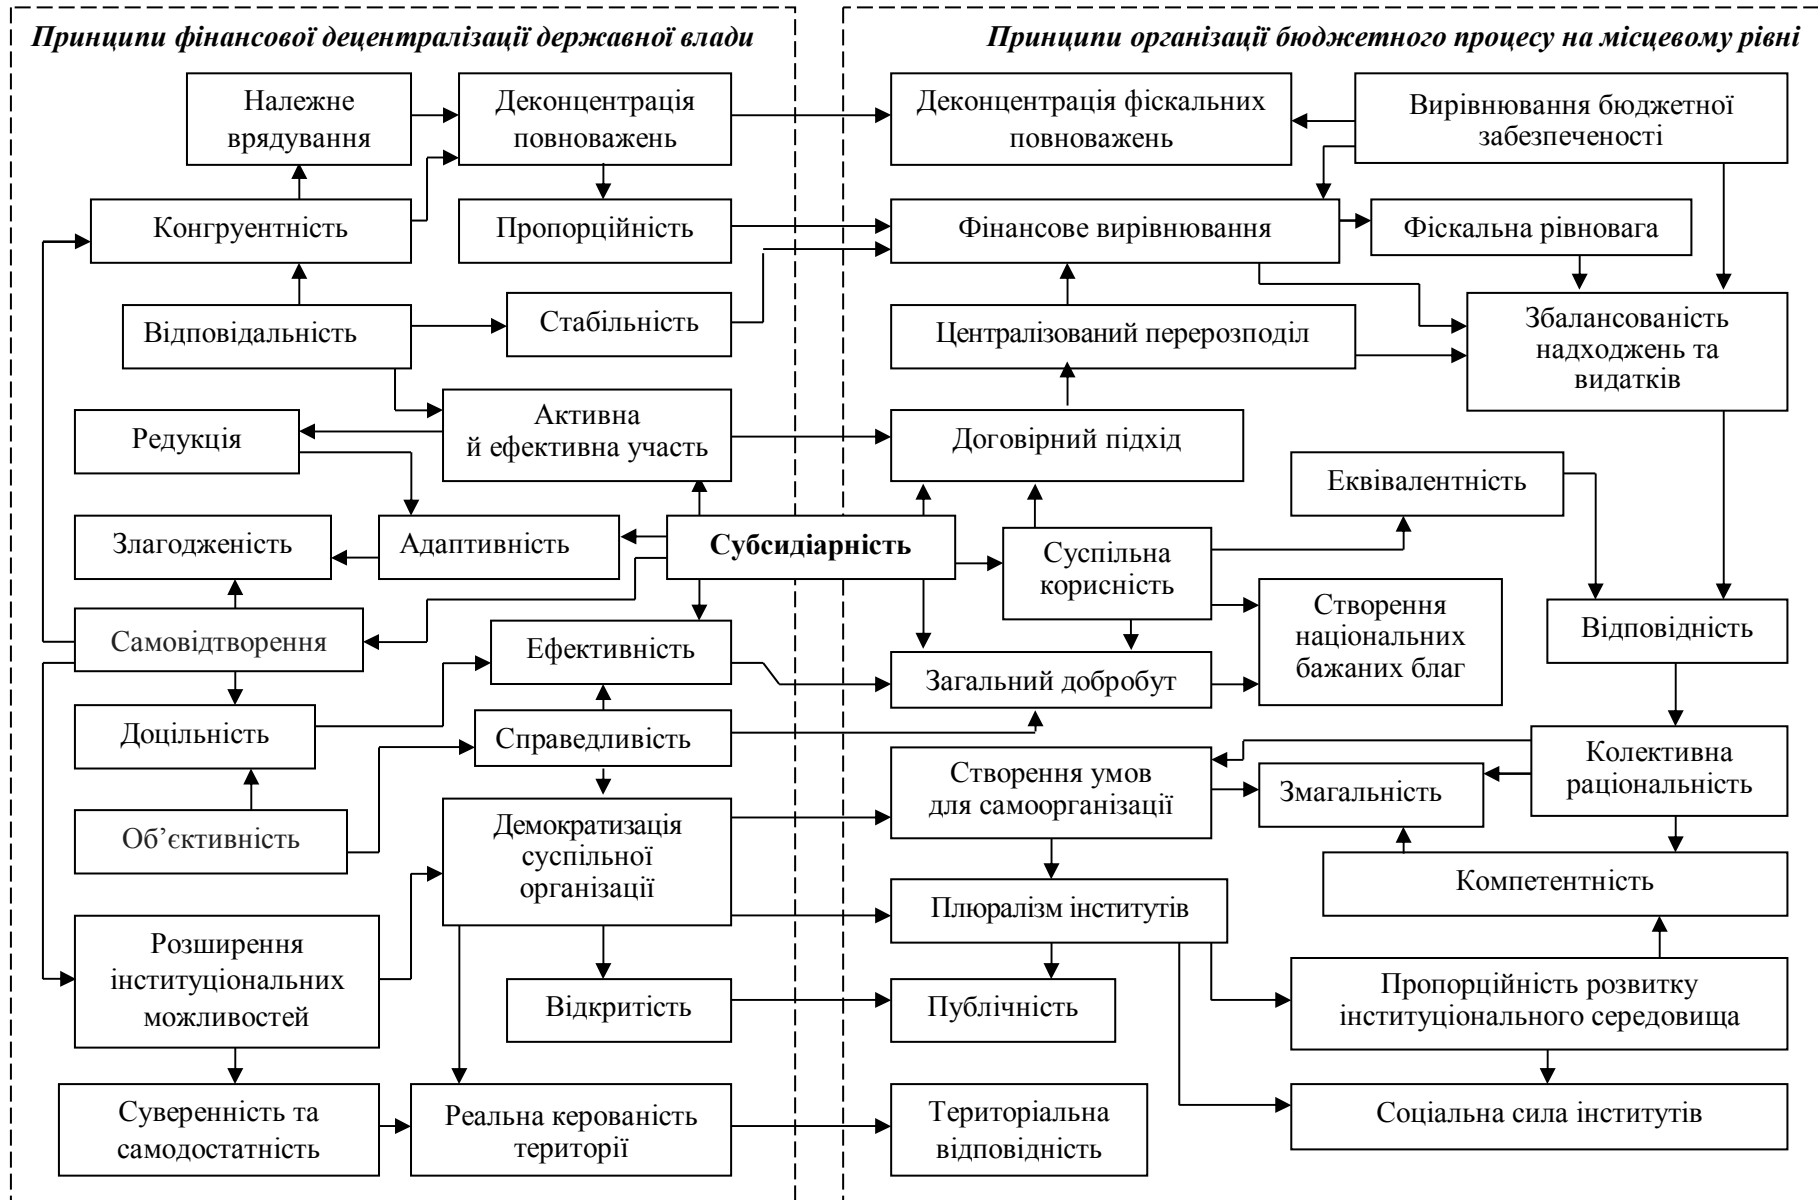 Принципи фінансової децентралізації державної влади
Принципи організації бюджетного процесу на місцевому рівні
Належне
врядування
Деконцентрація
повноважень
Деконцентрація фіскальних
повноважень
Вирівнювання бюджетної
забезпеченості
Конгруентність
Пропорційність
Фінансове вирівнювання
Фіскальна рівновага
Відповідальність
Стабільність
Централізований перерозподіл
Збалансованість
надходжень та
видатків
Редукція
Активна
й ефективна участь
Договірний підхід
Еквівалентність
Злагодженість
Адаптивність
Субсидіарність
Суспільна
корисність
Створення
національних
бажаних благ
Відповідність
Самовідтворення
Ефективність
Загальний добробут
Доцільність
Справедливість
Створення умов
для самоорганізації
Змагальність
Колективна
раціональність
Об’єктивність
Демократизація
суспільної
організації
Компетентність
Плюралізм інститутів
Розширення
інституціональних
можливостей
Відкритість
Публічність
Пропорційність розвитку
інституціонального середовища
Суверенність та
самодостатність
Реальна керованість
території
Територіальна
відповідність
Соціальна сила інститутів